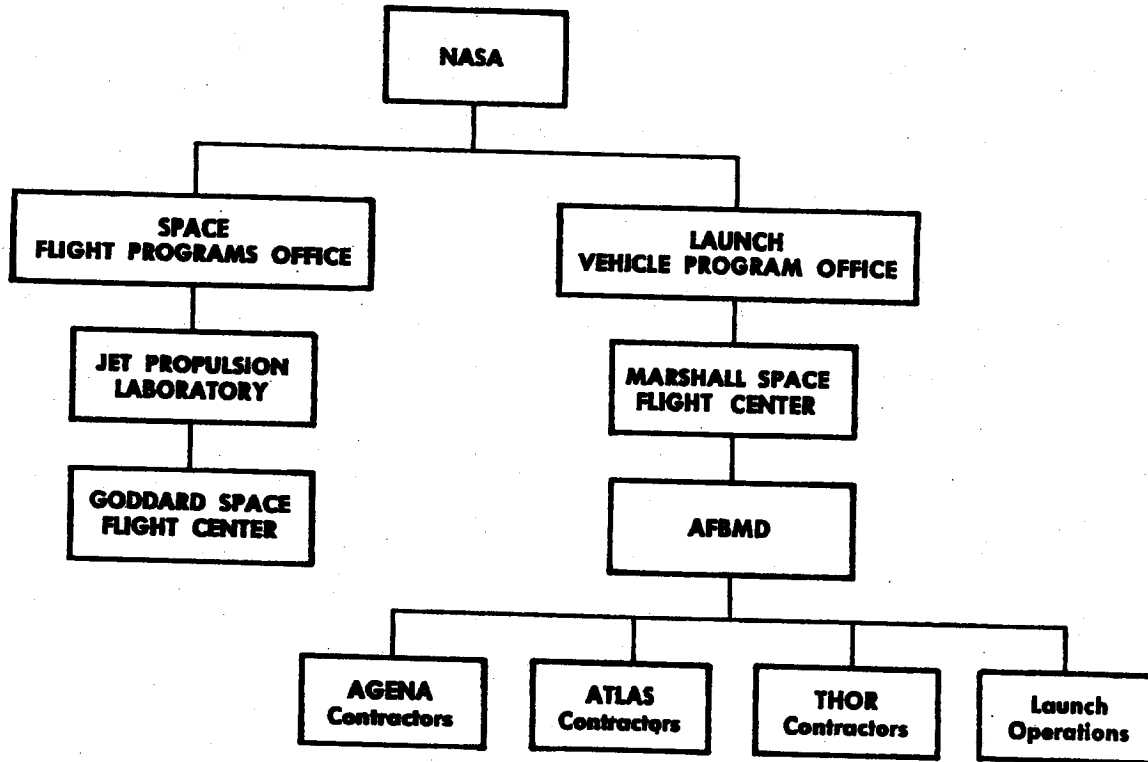 NASA
SPACE
FLIGHT PROGRAMS OFFICE
LAUNCH
VEHICLE PROGRAM OFFICE
JET PROPULSION
LABORATORY
MARSHALL SPACE
FLIGHT CENTER
GODDARD SPACE
FLIGHT CENTER
AFBMD
AGENA
Contractors
ATLAS
Contractors
THOR
Contractors
Launch
Operations